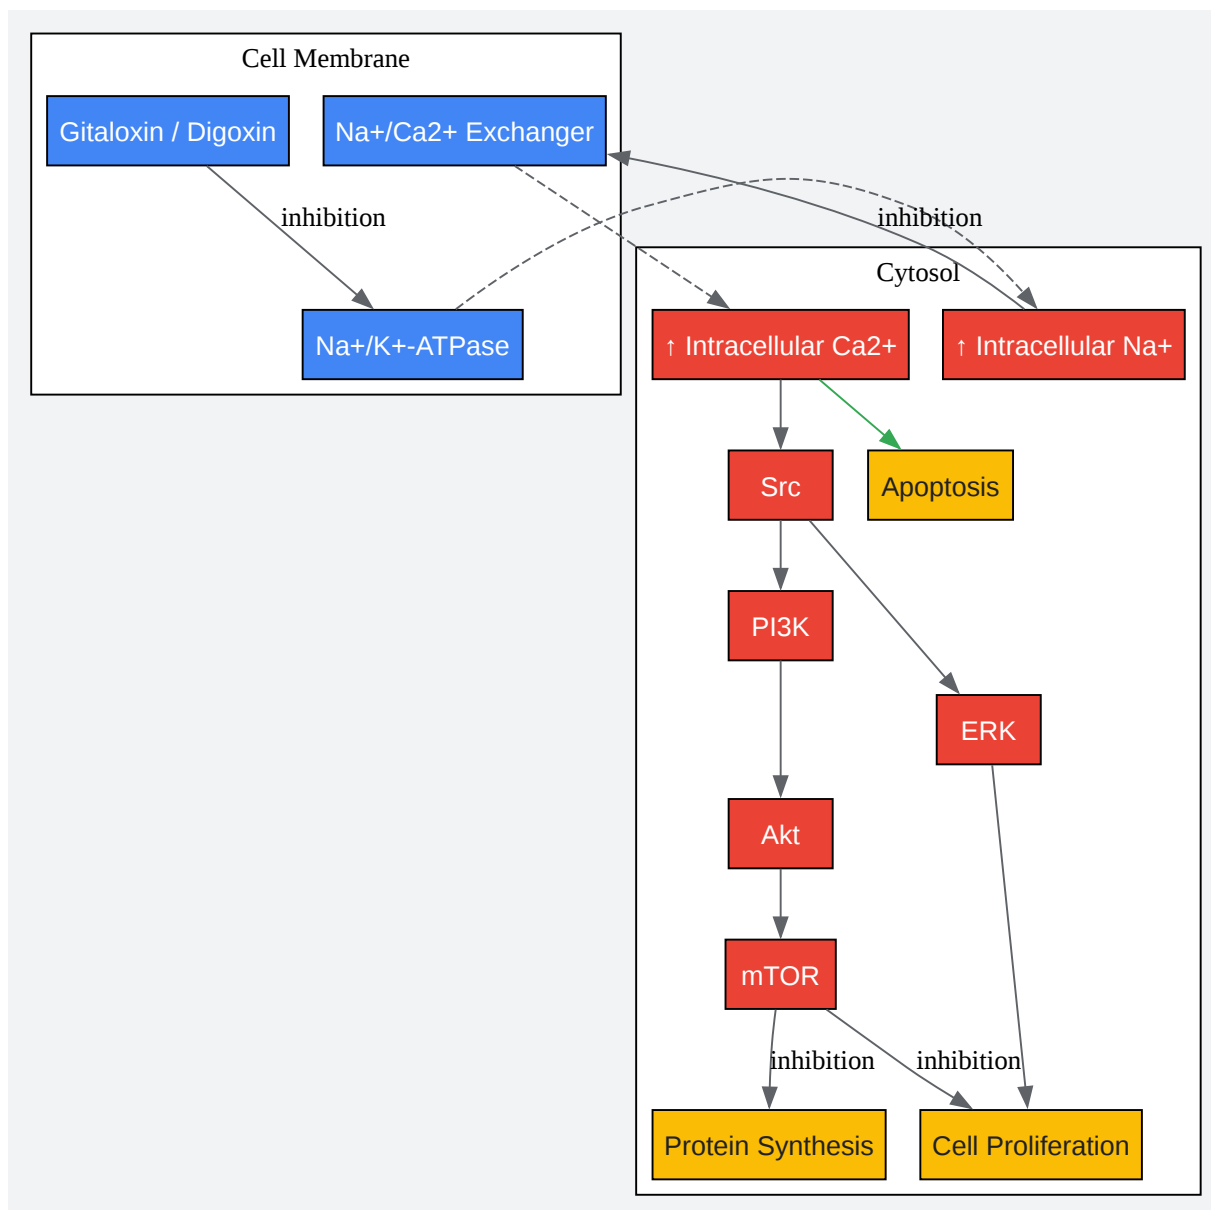 Cell Membrane
Gitaloxin / Digoxin
Na+/Ca2+ Exchanger
inhibition
inhibition
Na+/K+-ATPase
Cytosol
↑ Intracellular Ca2+
↑ Intracellular Na+
Src
Apoptosis
PI3K
ERK
Akt
mTOR
inhibition
inhibition
Protein Synthesis
Cell Proliferation